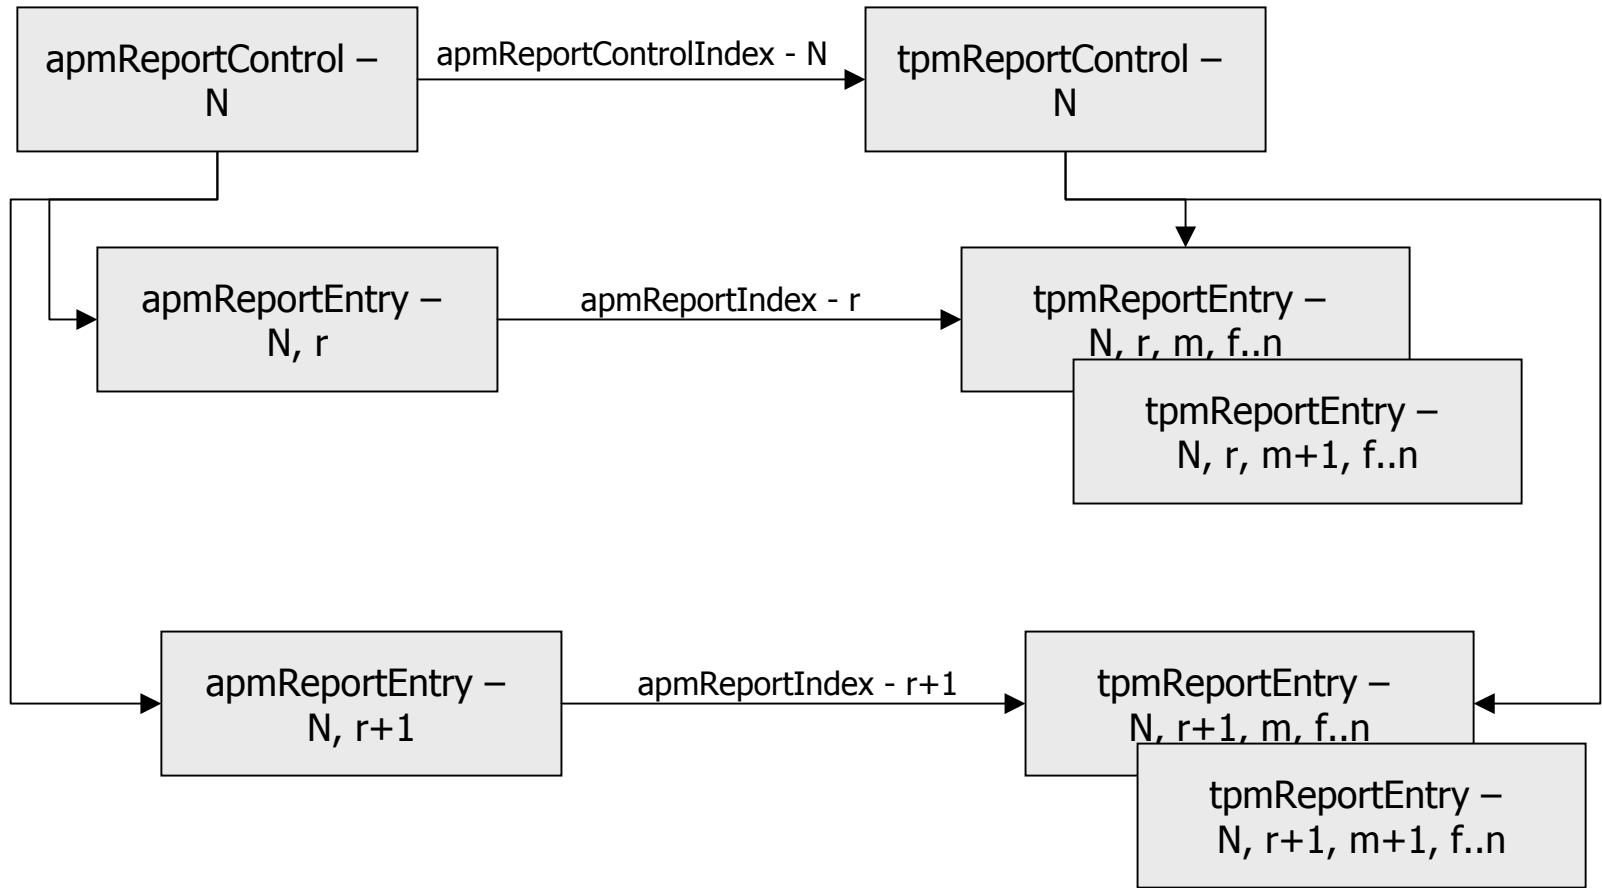 apmReportControl –
N
apmReportControlIndex - N
tpmReportControl –
N
apmReportEntry –
N, r
apmReportIndex - r
tpmReportEntry –
N, r, m, f..n
tpmReportEntry –
N, r, m+1, f..n
apmReportEntry –
N, r+1
apmReportIndex - r+1
tpmReportEntry –
N, r+1, m, f..n
tpmReportEntry –
N, r+1, m+1, f..n